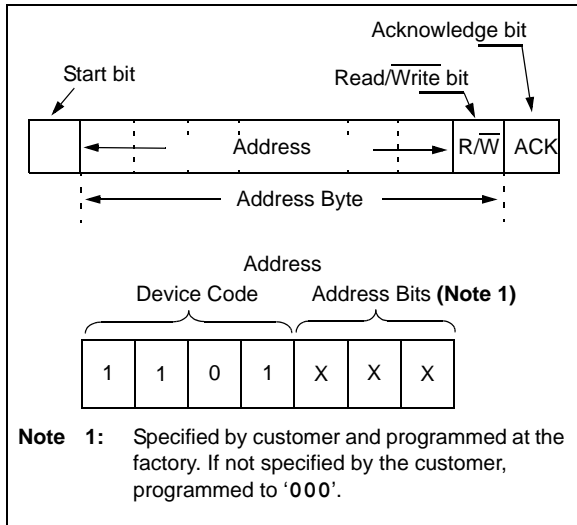 Acknowledge bit
Start bit
Read/Write bit
Address
R/W
ACK
Address Byte
Address
Device Code
Address Bits (Note 1)
1 1 0 1 X X X
Note 1: Specified by customer and programmed at the
factory. If not specified by the customer,
programmed to ‘000’.